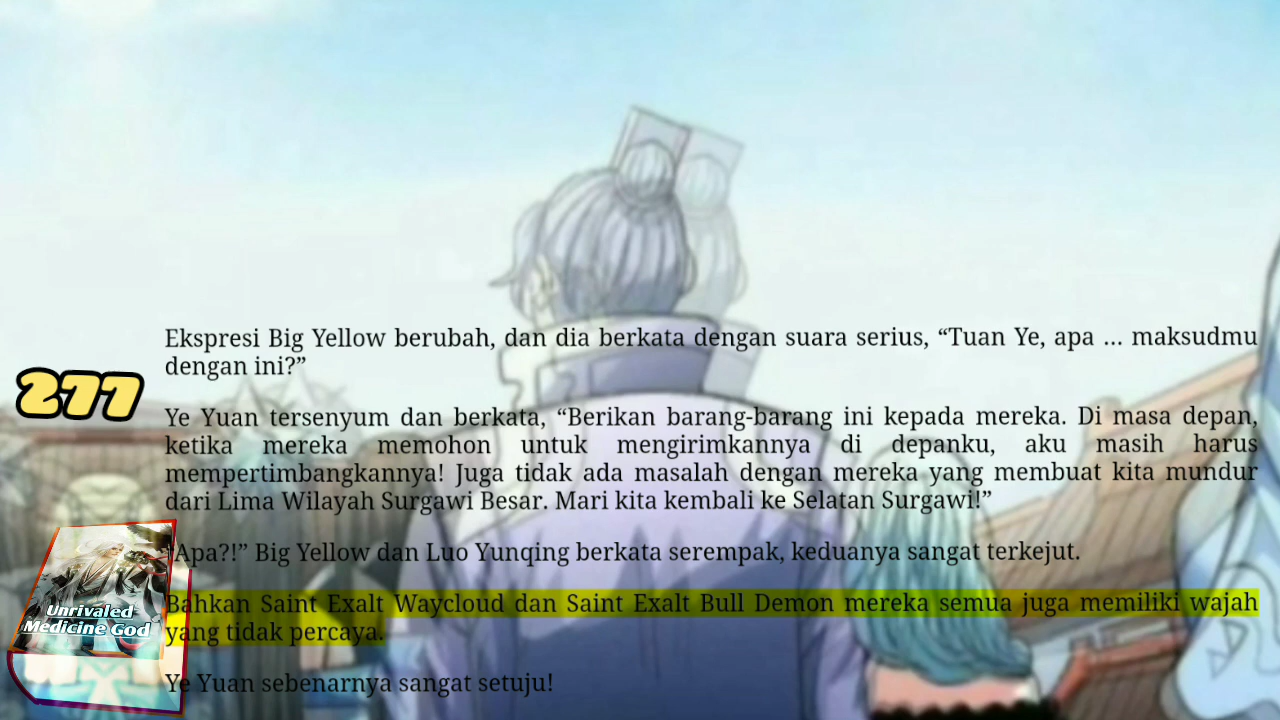 Ekspresi Big Yellow berubah, dan dia berkata dengan suara serius, “Tuan Ye, apa ... maksudmu
dengan ini?”
277
Ye Yuan tersenyum dan berkata, “Berikan barang-barang ini kepada mereka. Di masa depan,
ketika mereka memohon untuk mengirimkannya di depanku, aku masih harus
mempertimbangkannya! Juga tidak ada masalah dengan mereka yang membuat kita mundur
dari Lima Wilayah Surgawi Besar. Mari kita kembali ke Selatan Surgawi!”
“Apa?!” Big Yellow dan Luo Yunqing berkata serempak, keduanya sangat terkejut.
Bahkan Saint Exalt Waycloud dan Saint Exalt Bull Demon mereka semua juga memiliki wajah
yang tidak percaya.
Ye Yuan sebenarnya sangat setuju!
Unrivaled
Medicine God